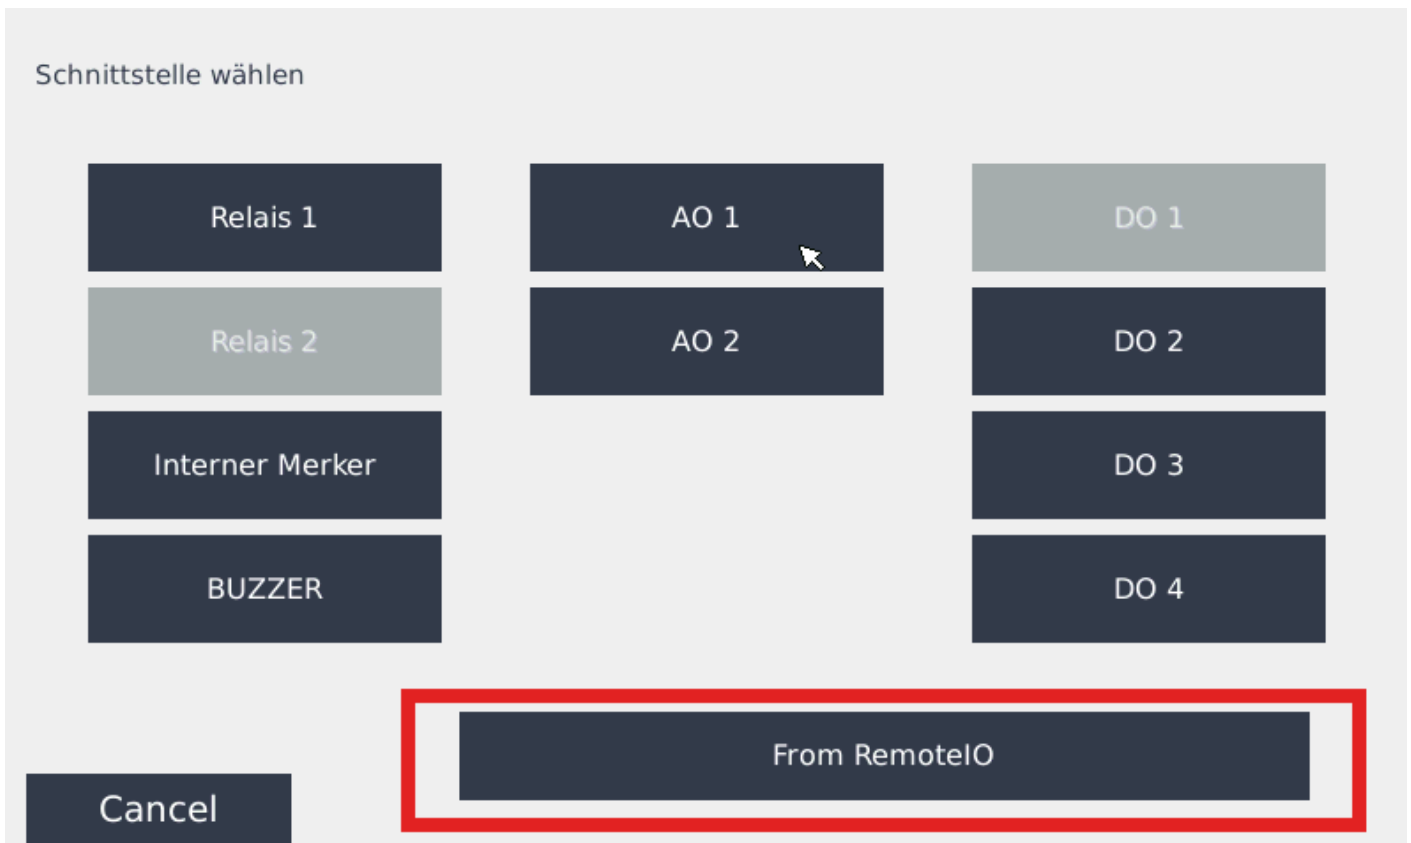 Schnittstelle wählen
Relais 1
AO 1
DO 1
Relais 2
AO 2
DO 2
Interner Merker
DO 3
BUZZER
DO 4
From RemoteIO
Cancel